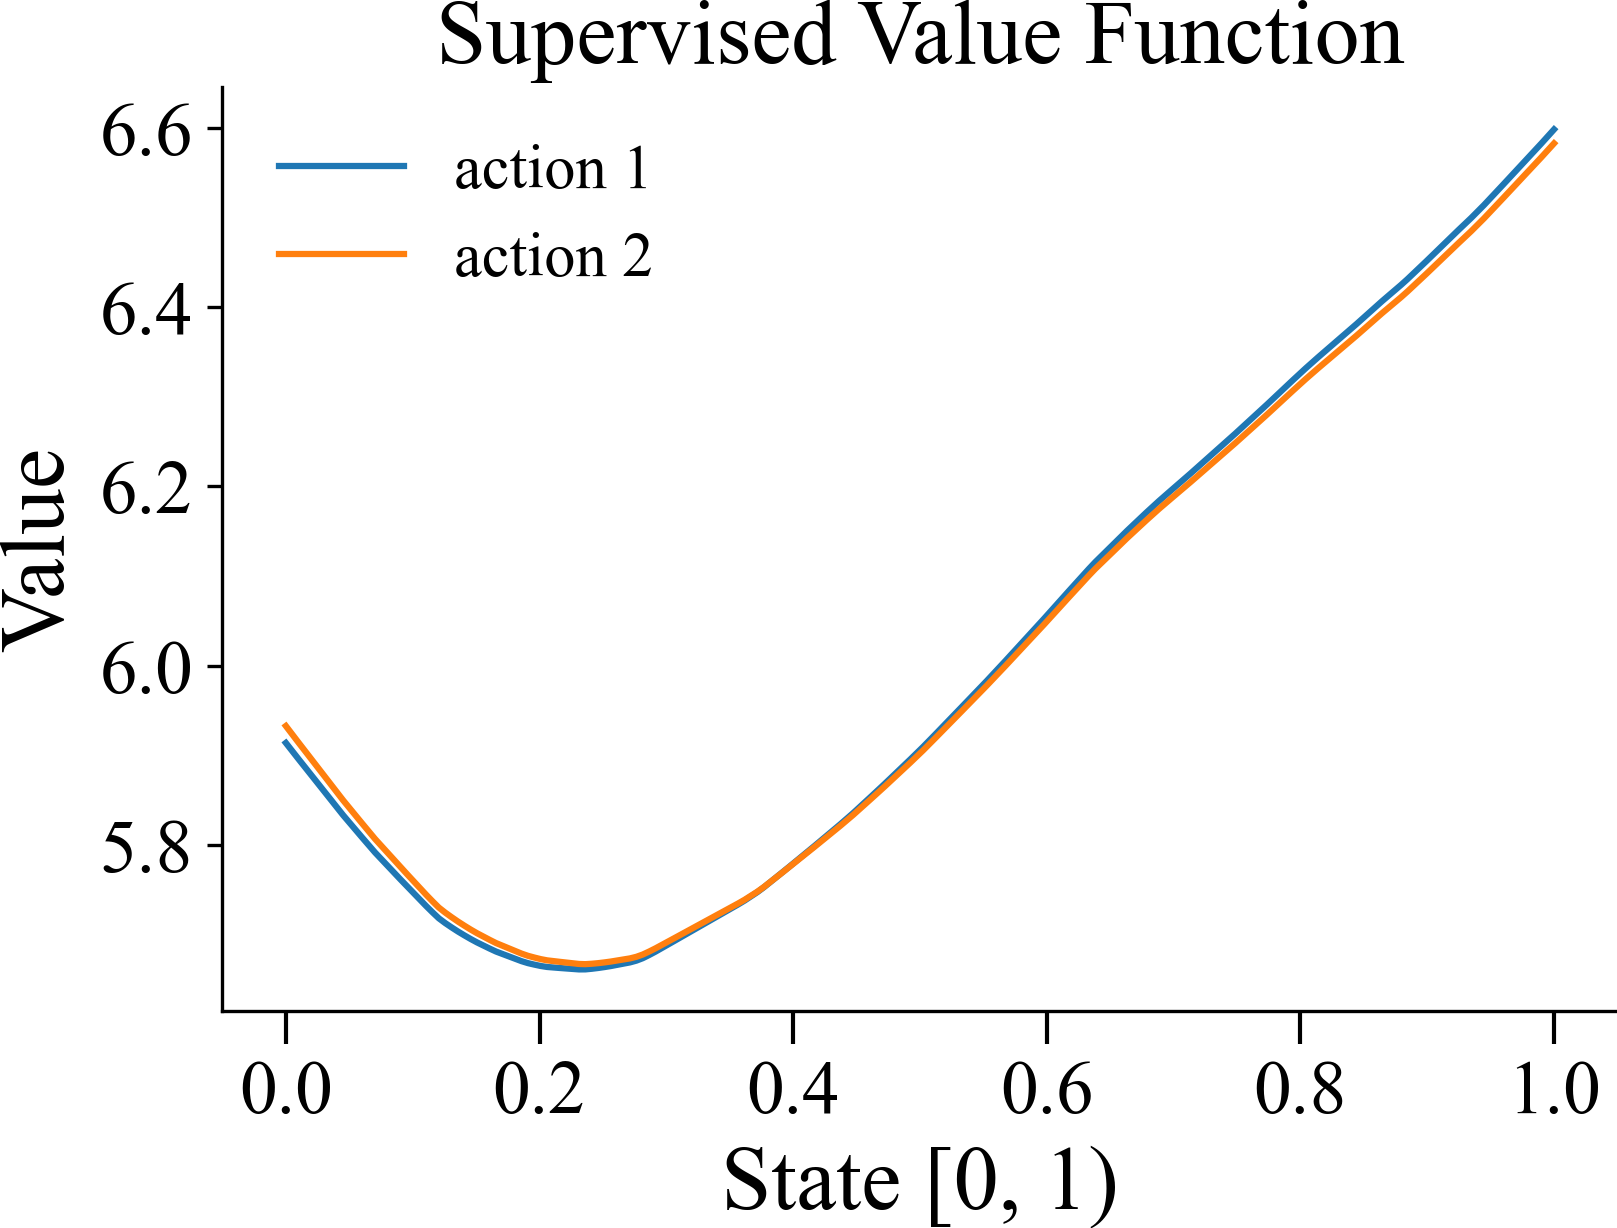 Supervised Value Function
action 1
action 2
Value
6.6
6.4
6.2
6.0
5.8
0.0 0.2 0.4 0.6 0.8 1.0
State [0, 1)